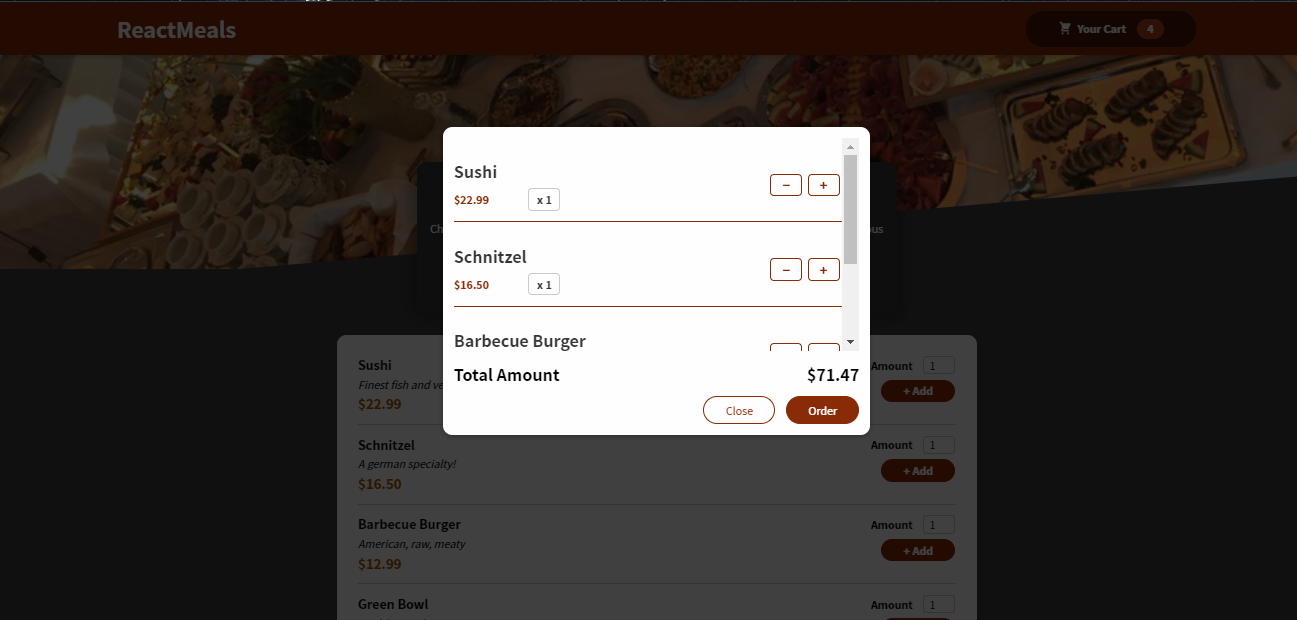 ReactMeals
Your Cart 4
Sushi
$22.99 x 1
− +
Schnitzel
$16.50 x 1
− +
Barbecue Burger
Total Amount $71.47
Close Order
Ch
ous
Sushi
Finest fish and ve
$22.99
Amount 1
+ Add
Schnitzel
A german specialty!
$16.50
Amount 1
+ Add
Barbecue Burger
American, raw, meaty
$12.99
Amount 1
+ Add
Green Bowl
Amount 1